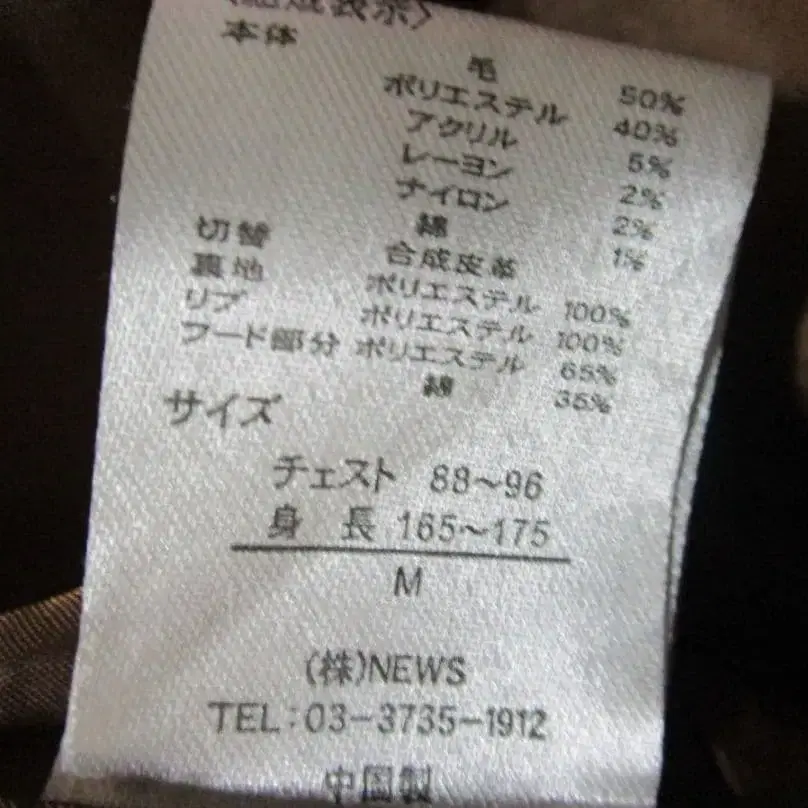 〈組成表示〉
本体 毛 50%
ポリエステル 40%
アクリル 5%
レーヨン 2%
ナイロン 2%
綿 1%
切替 合成皮革
裏地 ポリエステル 100%
リブ ポリエステル 100%
フード部分 ポリエステル 65%
綿 35%
サイズ
チェスト 88~96
身長 165~175
M
(株)NEWS
TEL:03-3735-1912
中国製